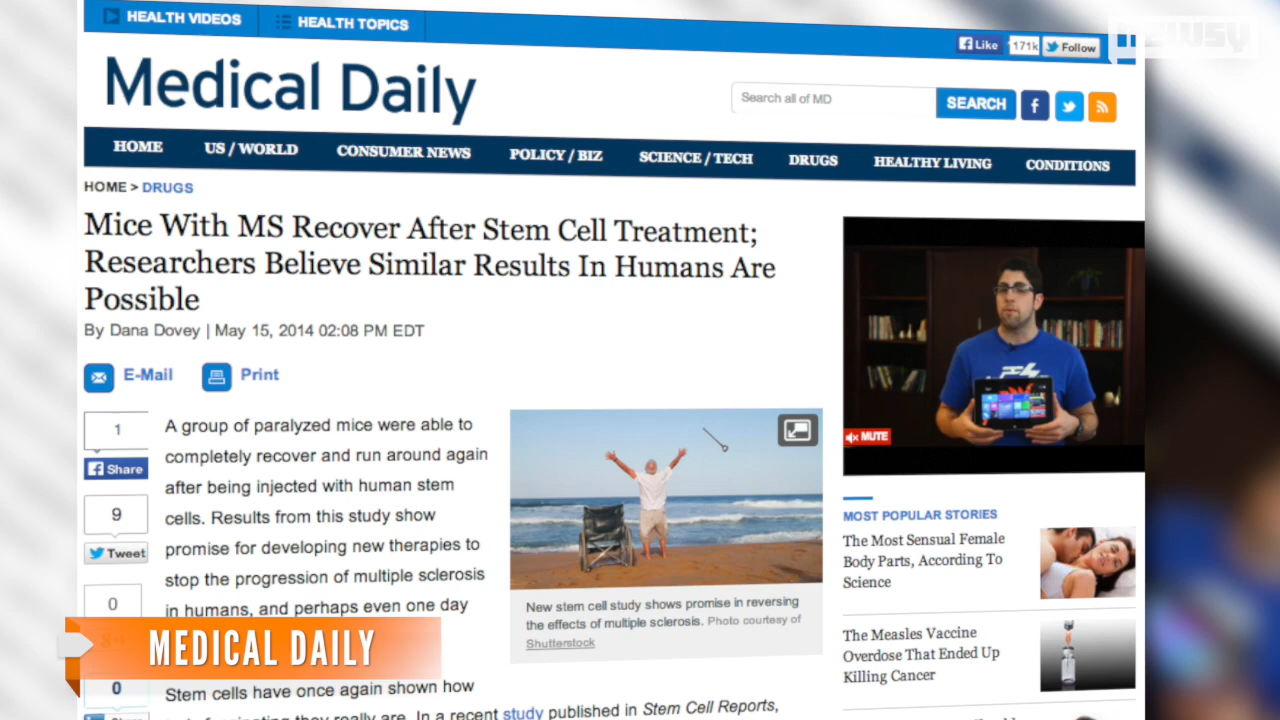 HEALTH VIDEOS
HEALTH TOPICS
Like
171k
Follow
newsy
Medical Daily
Search all of MD
SEARCH
HOME
US / WORLD
CONSUMER NEWS
POLICY / BIZ
SCIENCE / TECH
DRUGS
HEALTHY LIVING
CONDITIONS
HOME > DRUGS
Mice With MS Recover After Stem Cell Treatment;
Researchers Believe Similar Results In Humans Are
Possible
By Dana Dovey | May 15, 2014 02:08 PM EDT
E-Mail
Print
1
Share
9
Tweet
0
0
A group of paralyzed mice were able to
completely recover and run around again
after being injected with human stem
cells. Results from this study show
promise for developing new therapies to
stop the progression of multiple sclerosis
in humans, and perhaps even one day
Stem cells have once again shown how
they really are. In a recent study published in Stem Cell Reports,
New stem cell study shows promise in reversing
the effects of multiple sclerosis. Photo courtesy of
Shutterstock
MUTE
MOST POPULAR STORIES
The Most Sensual Female
Body Parts, According To
Science
The Measles Vaccine
Overdose That Ended Up
Killing Cancer
MEDICAL DAILY